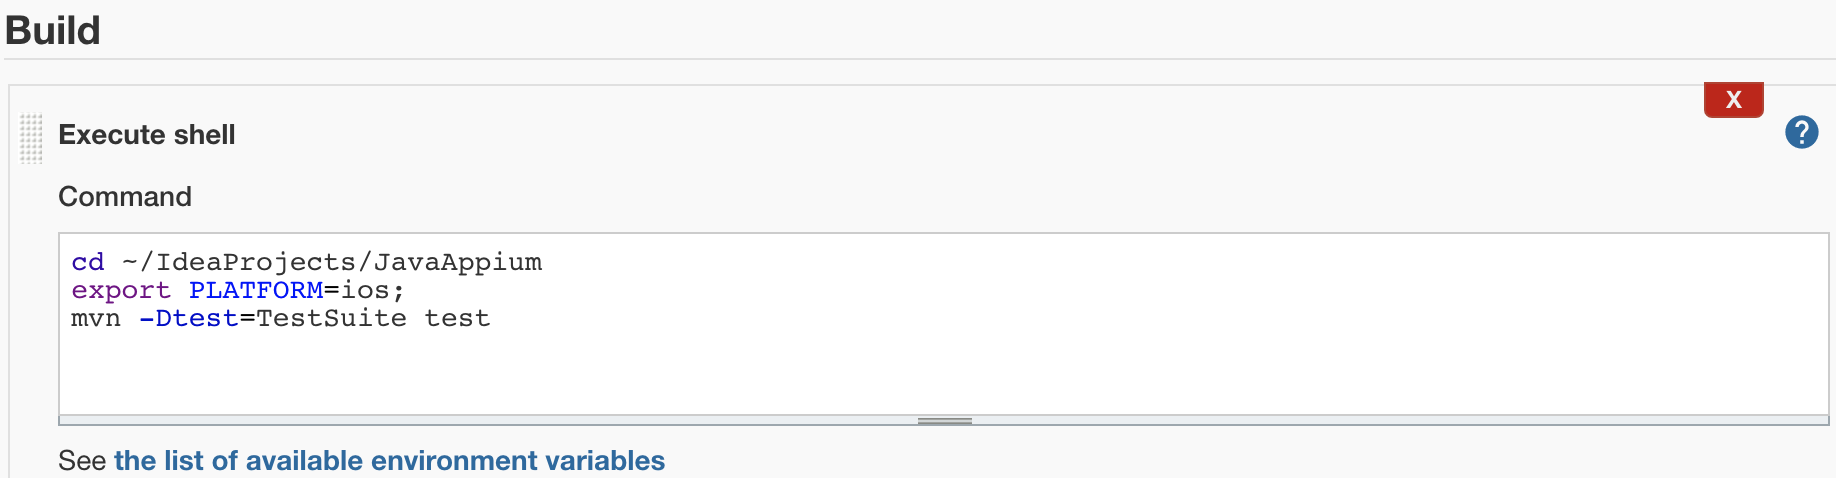 Build
X
Execute shell
?
Command
cd ~/IdeaProjects/JavaAppium
export PLATFORM=ios;
mvn -Dtest=TestSuite test
See the list of available environment variables